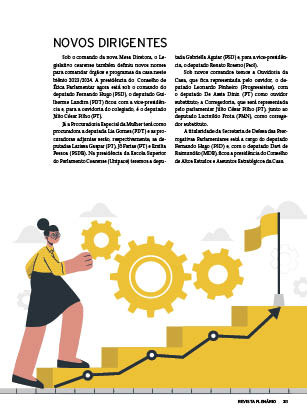 NOVOS DIRIGENTES
Sob o comando da nova Mesa Diretora, o Le-
gislativo cearense também definiu novos nomes
para comandar órgãos e programas da casa neste
biênio 2023/2024. A presidência do Conselho de
Ética Parlamentar agora está sob o comando do
deputado Fernando Hugo (PSD), o deputado Gui-
lherme Landim (PDT) ficou com a vice-presidên-
cia e, para a ouvidoria do colegiado, é o deputado
Júlio César Filho (PT).
Já a Procuradoria Especial da Mulher terá como
procuradora a deputada Lia Gomes (PDT) e as pro-
curadoras adjuntas serão, respectivamente, as de-
putadas Larissa Gaspar (PT), Jô Farias (PT) e Emilia
Pessoa (PSDB). Na presidência da Escola Superior
do Parlamento Cearense (Unipace) teremos a depu-
tada Gabriella Aguiar (PSD) e, para a vice-presidên-
cia, o deputado Renato Roseno (Psol).
Sob novos comandos temos a Ouvidoria da
Casa, que fica representada pelo ouvidor, o de-
putado Leonardo Pinheiro (Progressistas), com
o deputado De Assis Diniz (PT) como ouvidor
substituto; a Corregedoria, que será representada
pelo parlamentar Júlio César Filho (PT), junto ao
deputado Lucinildo Frota (PMN), como correge-
dor substituto.
A titularidade da Secretaria de Defesa das Prer-
rogativas Parlamentares está a cargo do deputado
Fernando Hugo (PSD) e, com o deputado Davi de
Raimundão (MDB), ficou a presidência do Conselho
de Altos Estudos e Assuntos Estratégicos da Casa.
REVISTA PLENÁRIO